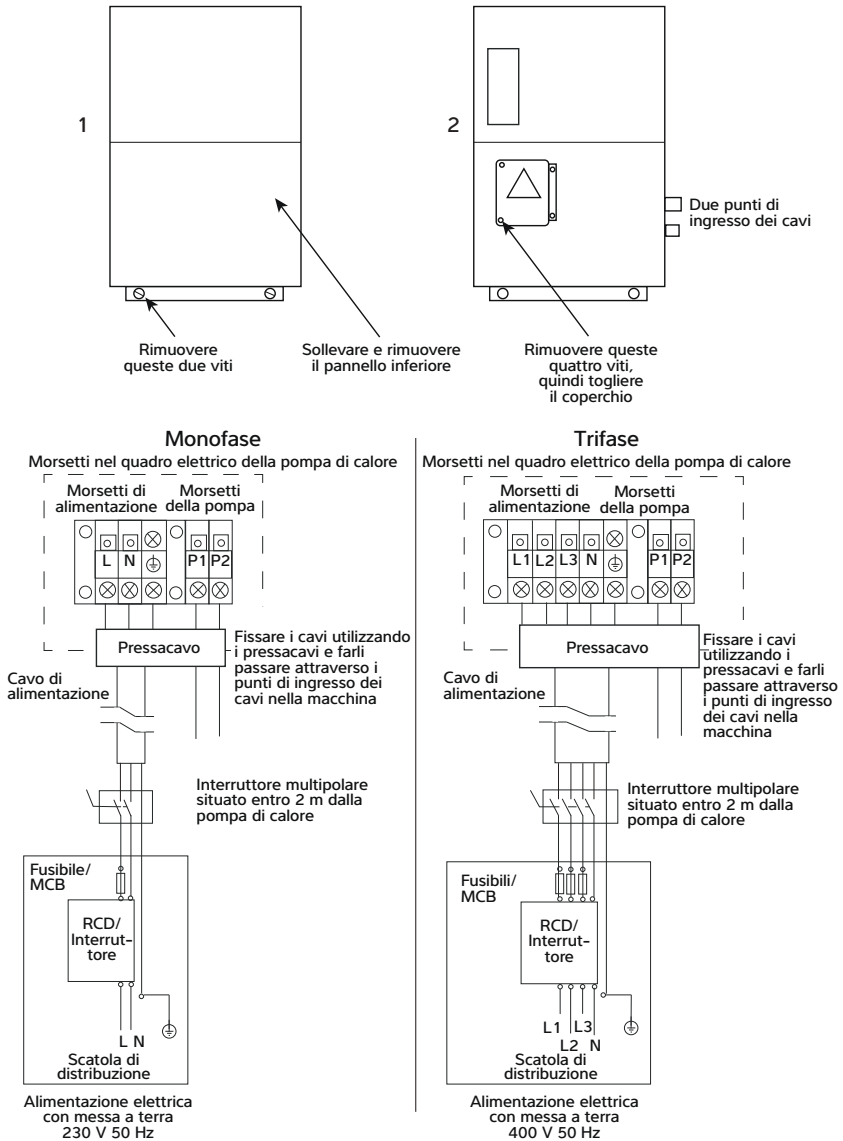 1
2
Due punti di
ingresso dei cavi
Rimuovere
queste due viti
Sollevare e rimuovere
il pannello inferiore
Rimuovere queste
quattro viti,
quindi togliere
il coperchio
Monofase
Morsetti nel quadro elettrico della pompa di calore
Morsetti di
alimentazione
Morsetti
della pompa
L N P1 P2
Pressacavo
Fissare i cavi utilizzando
i pressacavi e farli
passare attraverso i
punti di ingresso dei
cavi nella macchina
Cavo di
alimentazione
Interruttore multipolare
situato entro 2 m dalla
pompa di calore
Fusibile/
MCB
RCD/
Interrut-
tore
L N
Scatola di
distribuzione
Alimentazione elettrica
con messa a terra
230 V 50 Hz
Trifase
Morsetti nel quadro elettrico della pompa di calore
Morsetti di
alimentazione
Morsetti
della pompa
L1 L2 L3 N P1 P2
Pressacavo
Fissare i cavi
utilizzando i
pressacavi e farli
passare attraverso
i punti di ingresso
dei cavi nella
macchina
Cavo di
alimentazione
Interruttore multipolare
situato entro 2 m dalla
pompa di calore
Fusibili/
MCB
RCD/
Interrut-
tore
L1 L3
L2 N
Scatola di
distribuzione
Alimentazione elettrica
con messa a terra
400 V 50 Hz